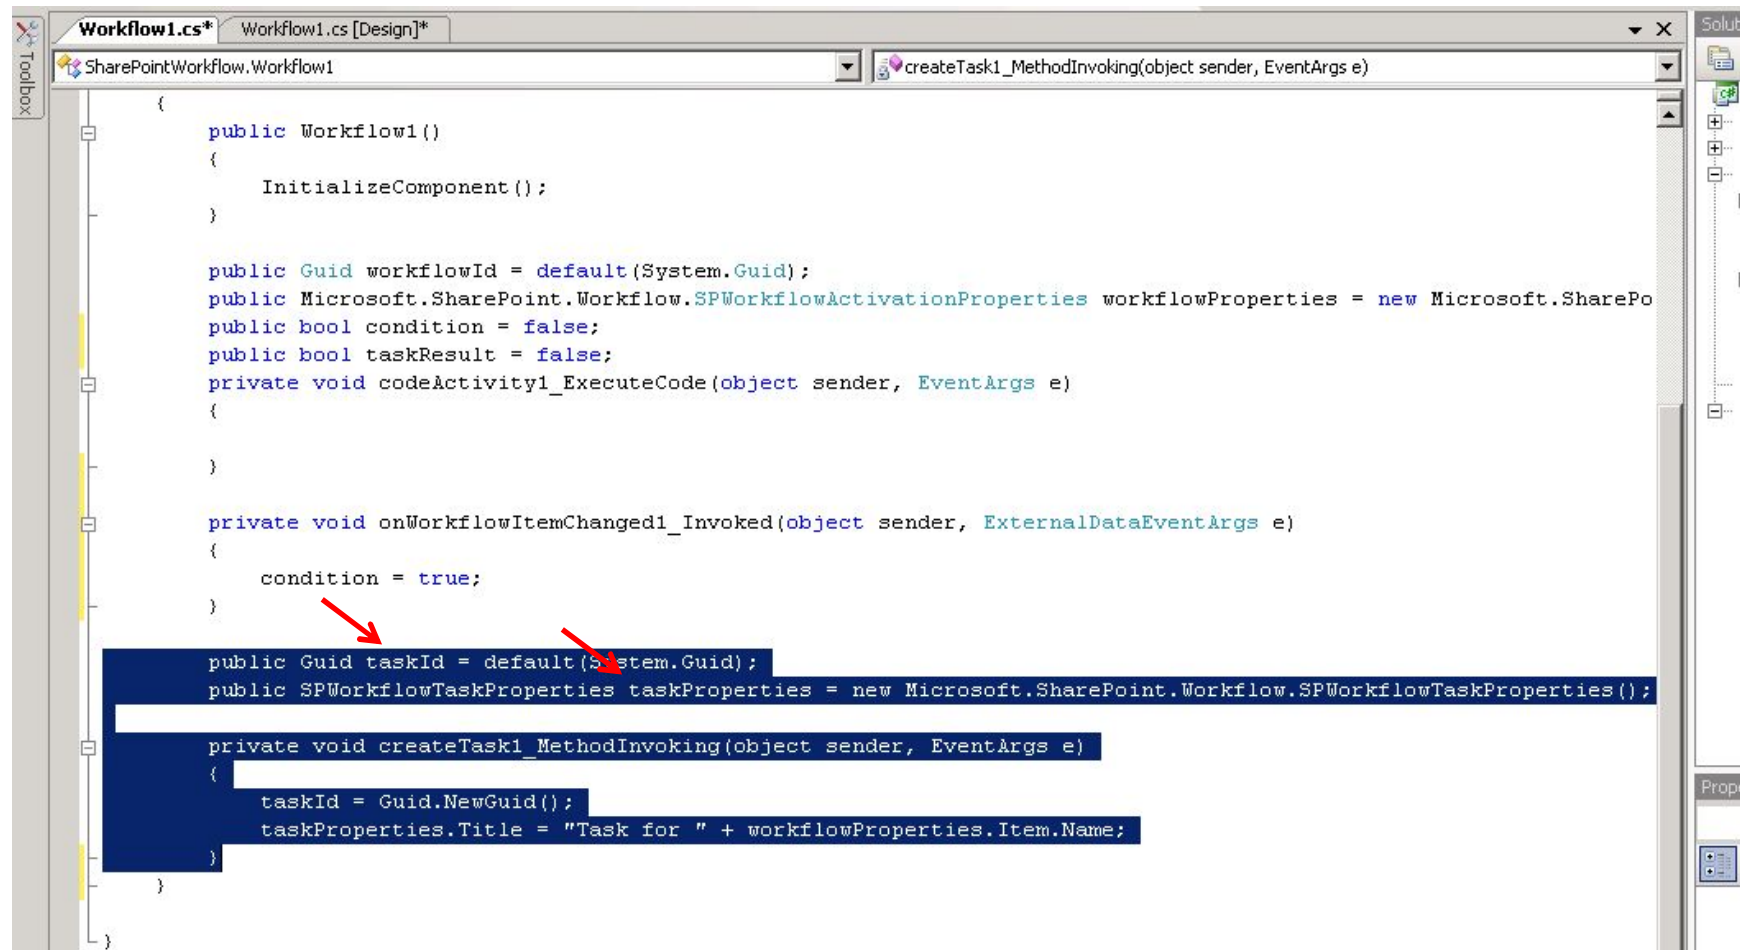 Workflow1.cs* Workflow1.cs [Design]*
Toolbox
SharePointWorkflow.Workflow1 createTask1_MethodInvoking(object sender, EventArgs e)
{
public Workflow1()
{
InitializeComponent();
}
public Guid workflowId = default(System.Guid);
public Microsoft.SharePoint.Workflow.SPWorkflowActivationProperties workflowProperties = new Microsoft.SharePo
public bool condition = false;
public bool taskResult = false;
private void codeActivity1_ExecuteCode(object sender, EventArgs e)
{
}
private void onWorkflowItemChanged1_Invoked(object sender, ExternalDataEventArgs e)
{
condition = true;
}
public Guid taskId = default(System.Guid);
public SPWorkflowTaskProperties taskProperties = new Microsoft.SharePoint.Workflow.SPWorkflowTaskProperties();
private void createTask1_MethodInvoking(object sender, EventArgs e)
{
taskId = Guid.NewGuid();
taskProperties.Title = "Task for " + workflowProperties.Item.Name;
}
}
}
Solut
Prop